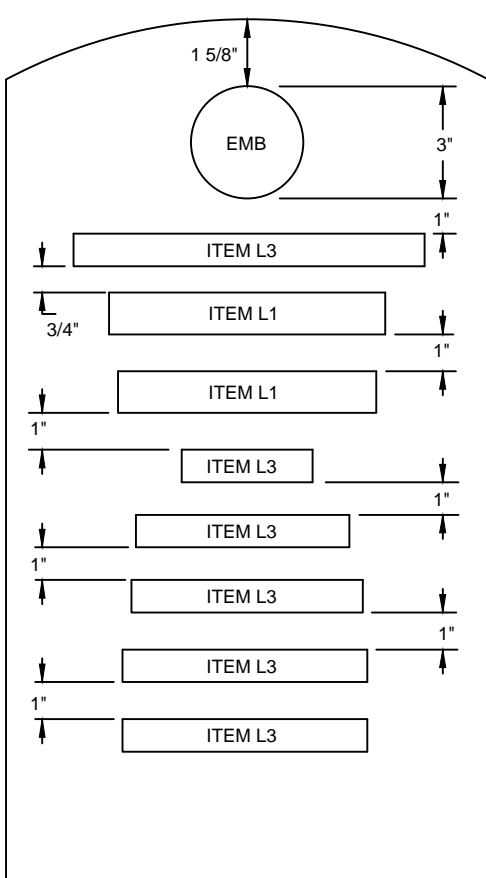 1 5/8"
EMB
3"
1"
ITEM L3
ITEM L1
3/4"
1"
ITEM L1
1"
ITEM L3
1"
ITEM L3
1"
ITEM L3
1"
ITEM L3
1"
ITEM L3